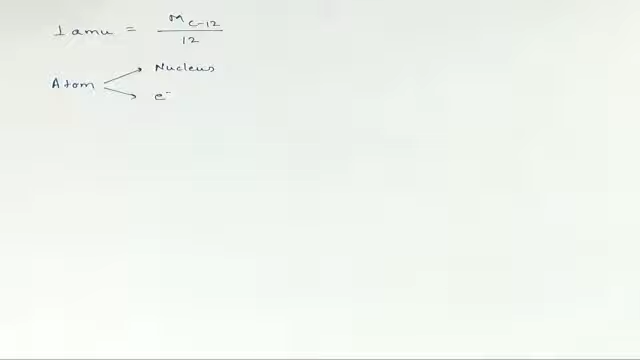 1 amu = M_C-12 / 12
Nucleus
Atom
e⁻